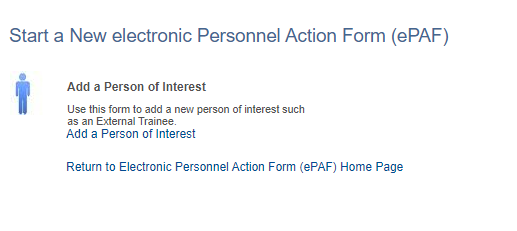 Start a New electronic Personnel Action Form (ePAF)
Add a Person of Interest
Use this form to add a new person of interest such
as an External Trainee.
Add a Person of Interest
Return to Electronic Personnel Action Form (ePAF) Home Page